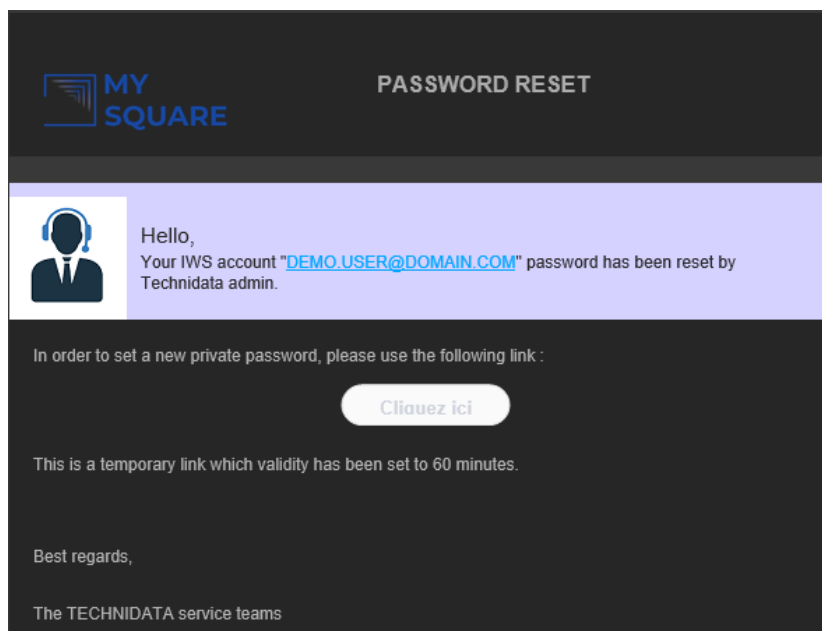 MY
SQUARE
PASSWORD RESET
Hello,
Your IWS account "DEMO.USER@DOMAIN.COM" password has been reset by
Technidata admin.
In order to set a new private password, please use the following link :
Cliquez ici
This is a temporary link which validity has been set to 60 minutes.
Best regards,
The TECHNIDATA service teams